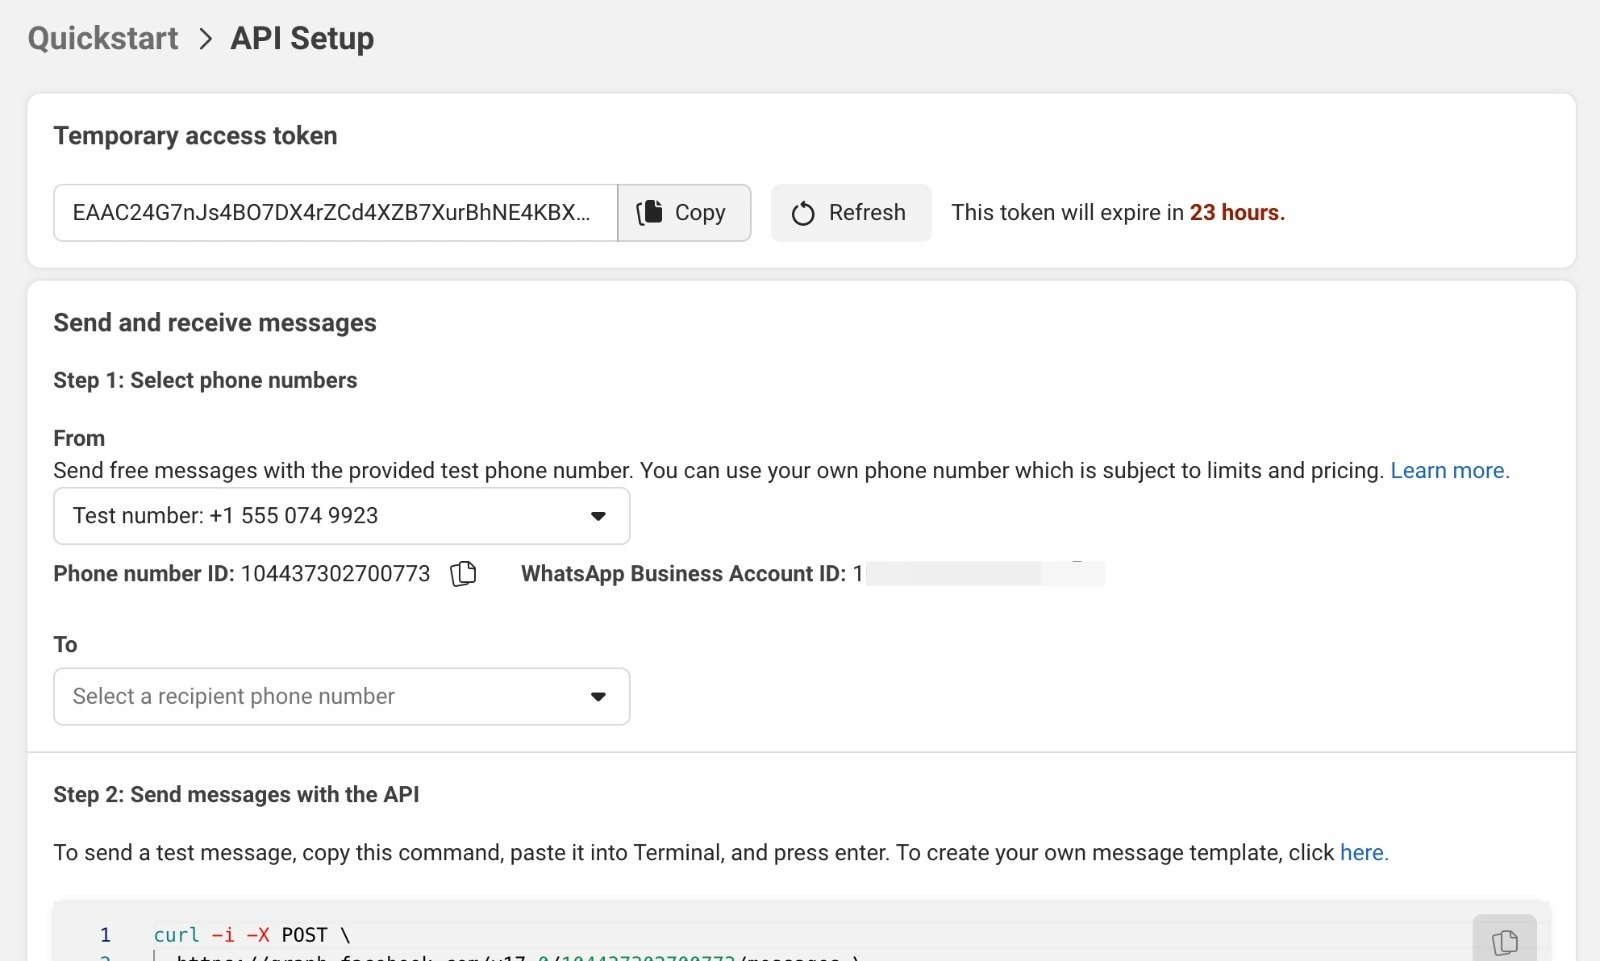 Quickstart > API Setup
Temporary access token
EAAC24G7nJs4BO7DX4rZCd4XZB7XurBhNE4KBX... Copy Refresh This token will expire in 23 hours.
Send and receive messages
Step 1: Select phone numbers
From
Send free messages with the provided test phone number. You can use your own phone number which is subject to limits and pricing. Learn more.
Test number: +1 555 074 9923
Phone number ID: 104437302700773 WhatsApp Business Account ID: 1
To
Select a recipient phone number
Step 2: Send messages with the API
To send a test message, copy this command, paste it into Terminal, and press enter. To create your own message template, click here.
1 curl -i -X POST \